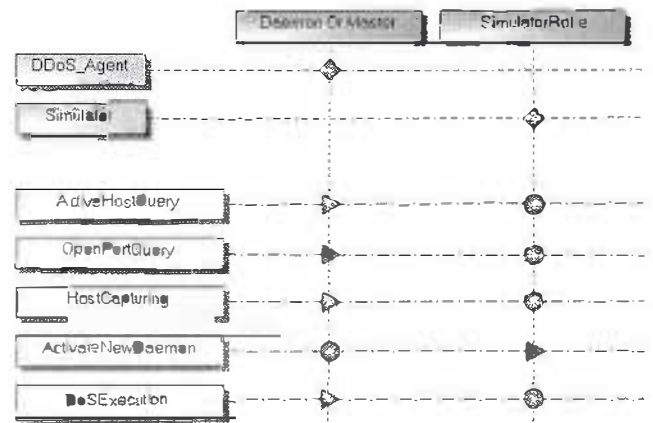 Daemon Or Master SimulatorRole
DDoS_Agent
Simulator
ActiveHostQuery
OpenPortQuery
HostCapturing
ActivateNewDaemon
DoSExecution